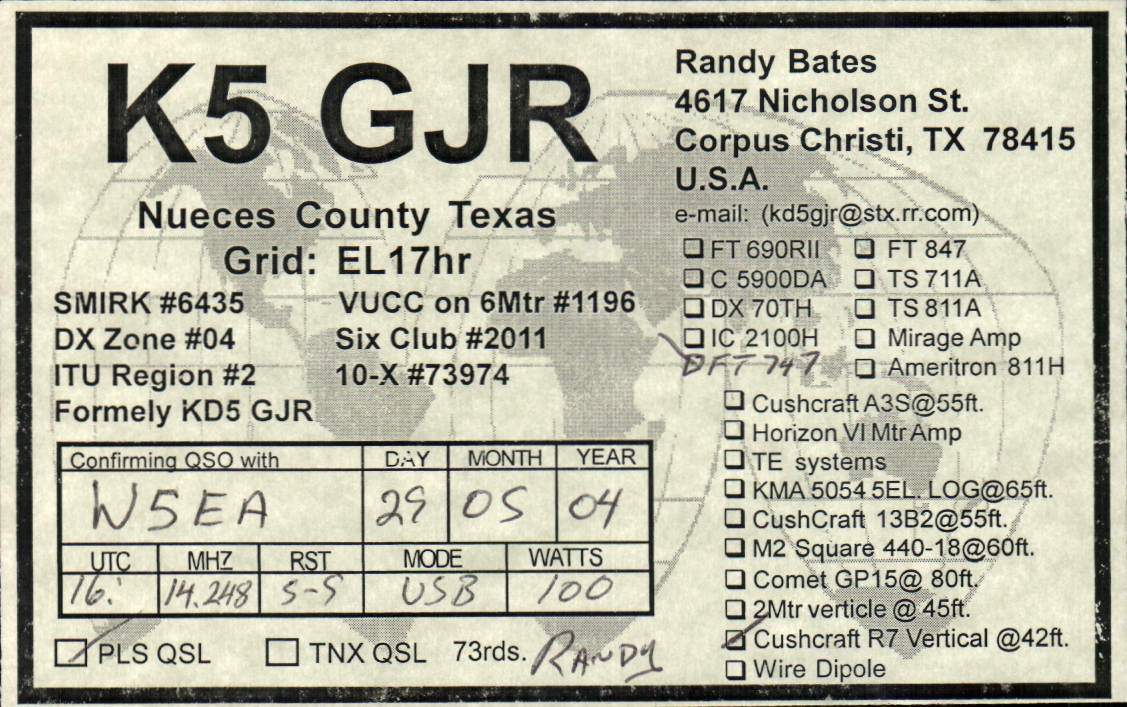 K5 GJR
Nueces County Texas
Grid: EL17hr
SMIRK #6435 VUCC on 6Mtr #1196
DX Zone #04 Six Club #2011
ITU Region #2 10-X #73974
Formely KD5 GJR
Confirming QSO with DAY MONTH YEAR
W5EA 29 05 04
UTC MHZ RST MODE WATTS
16: 14.248 5-5 USB 100
PLS QSL TNX QSL 73rds. RANDY
Randy Bates
4617 Nicholson St.
Corpus Christi, TX 78415
U.S.A.
e-mail: (kd5gjr@stx.rr.com)
FT 690RII FT 847
C 5900DA TS 711A
DX 70TH TS 811A
IC 2100H Mirage Amp
FT 747 Ameritron 811H
Cushcraft A3S@55ft.
Horizon VI Mtr Amp
TE systems
KMA 5054 5EL. LOG@65ft.
CushCraft 13B2@55ft.
M2 Square 440-18@60ft.
Comet GP15@ 80ft.
2Mtr verticle @ 45ft.
Cushcraft R7 Vertical @42ft.
Wire Dipole